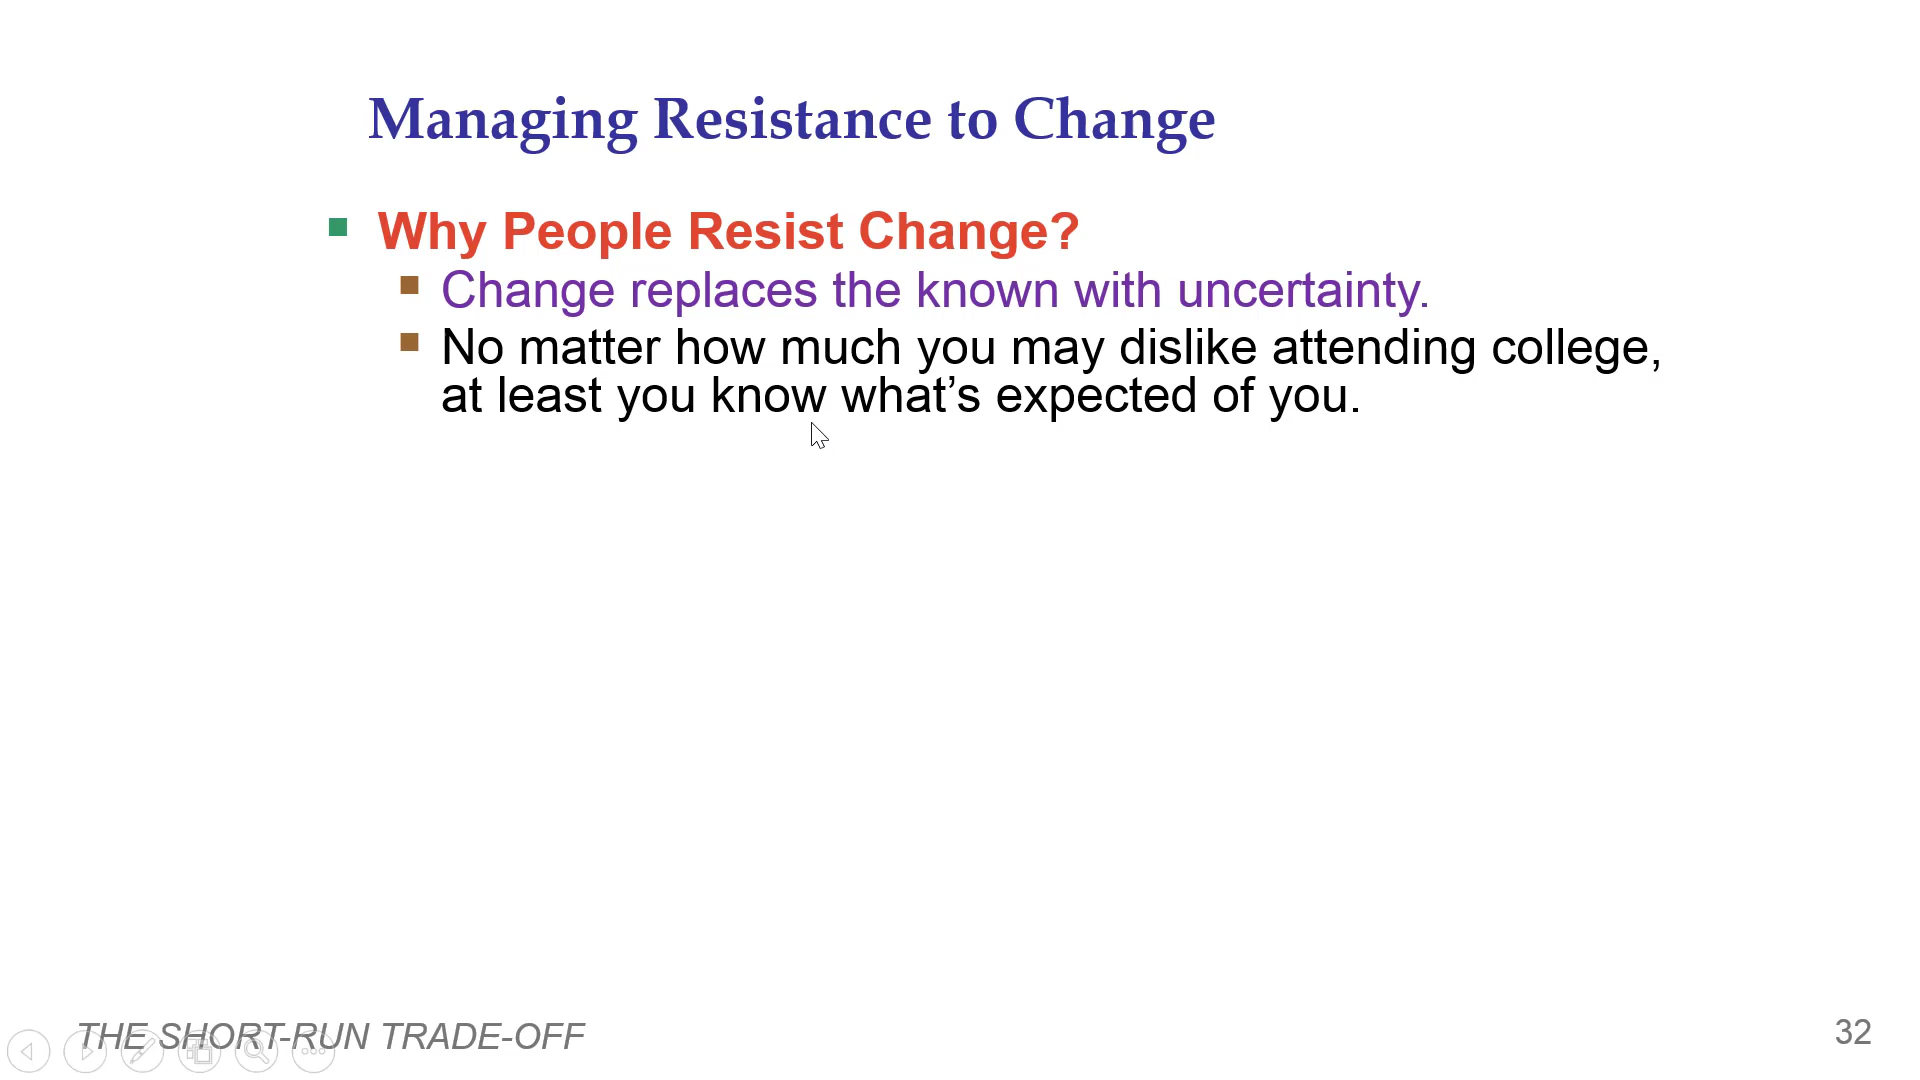 Managing Resistance to Change
Why People Resist Change?
Change replaces the known with uncertainty.
No matter how much you may dislike attending college,
at least you know what’s expected of you.
THE SHORT-RUN TRADE-OFF
32